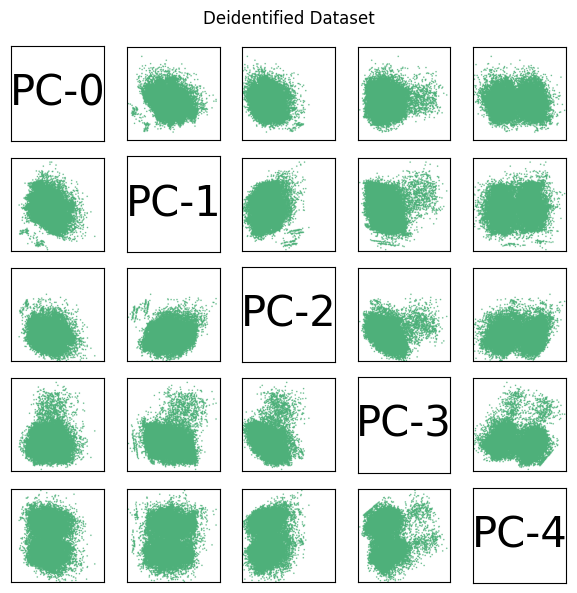 Deidentified Dataset
PC-0
PC-1
PC-2
PC-3
PC-4